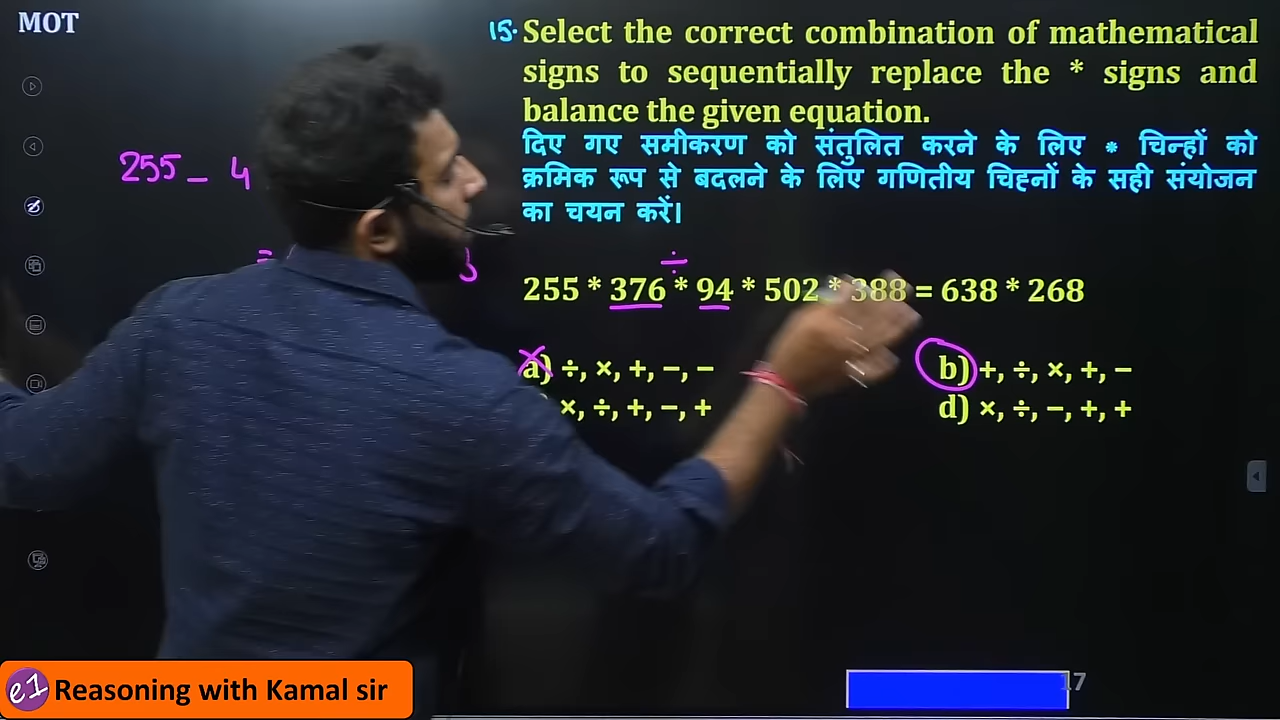 MOT
15. Select the correct combination of mathematical
signs to sequentially replace the * signs and
balance the given equation.
दिए गए समीकरण को संतुलित करने के लिए * चिन्हों को
क्रमिक रूप से बदलने के लिए गणितीय चिह्नों के सही संयोजन
का चयन करें।
255 – 4
=
÷
255 * 376 * 94 * 502 * 388 = 638 * 268
a) ÷, ×, +, –, –
b) +, ÷, ×, +, –
×, ÷, +, –, +
d) ×, ÷, –, +, +
e1 Reasoning with Kamal sir
17